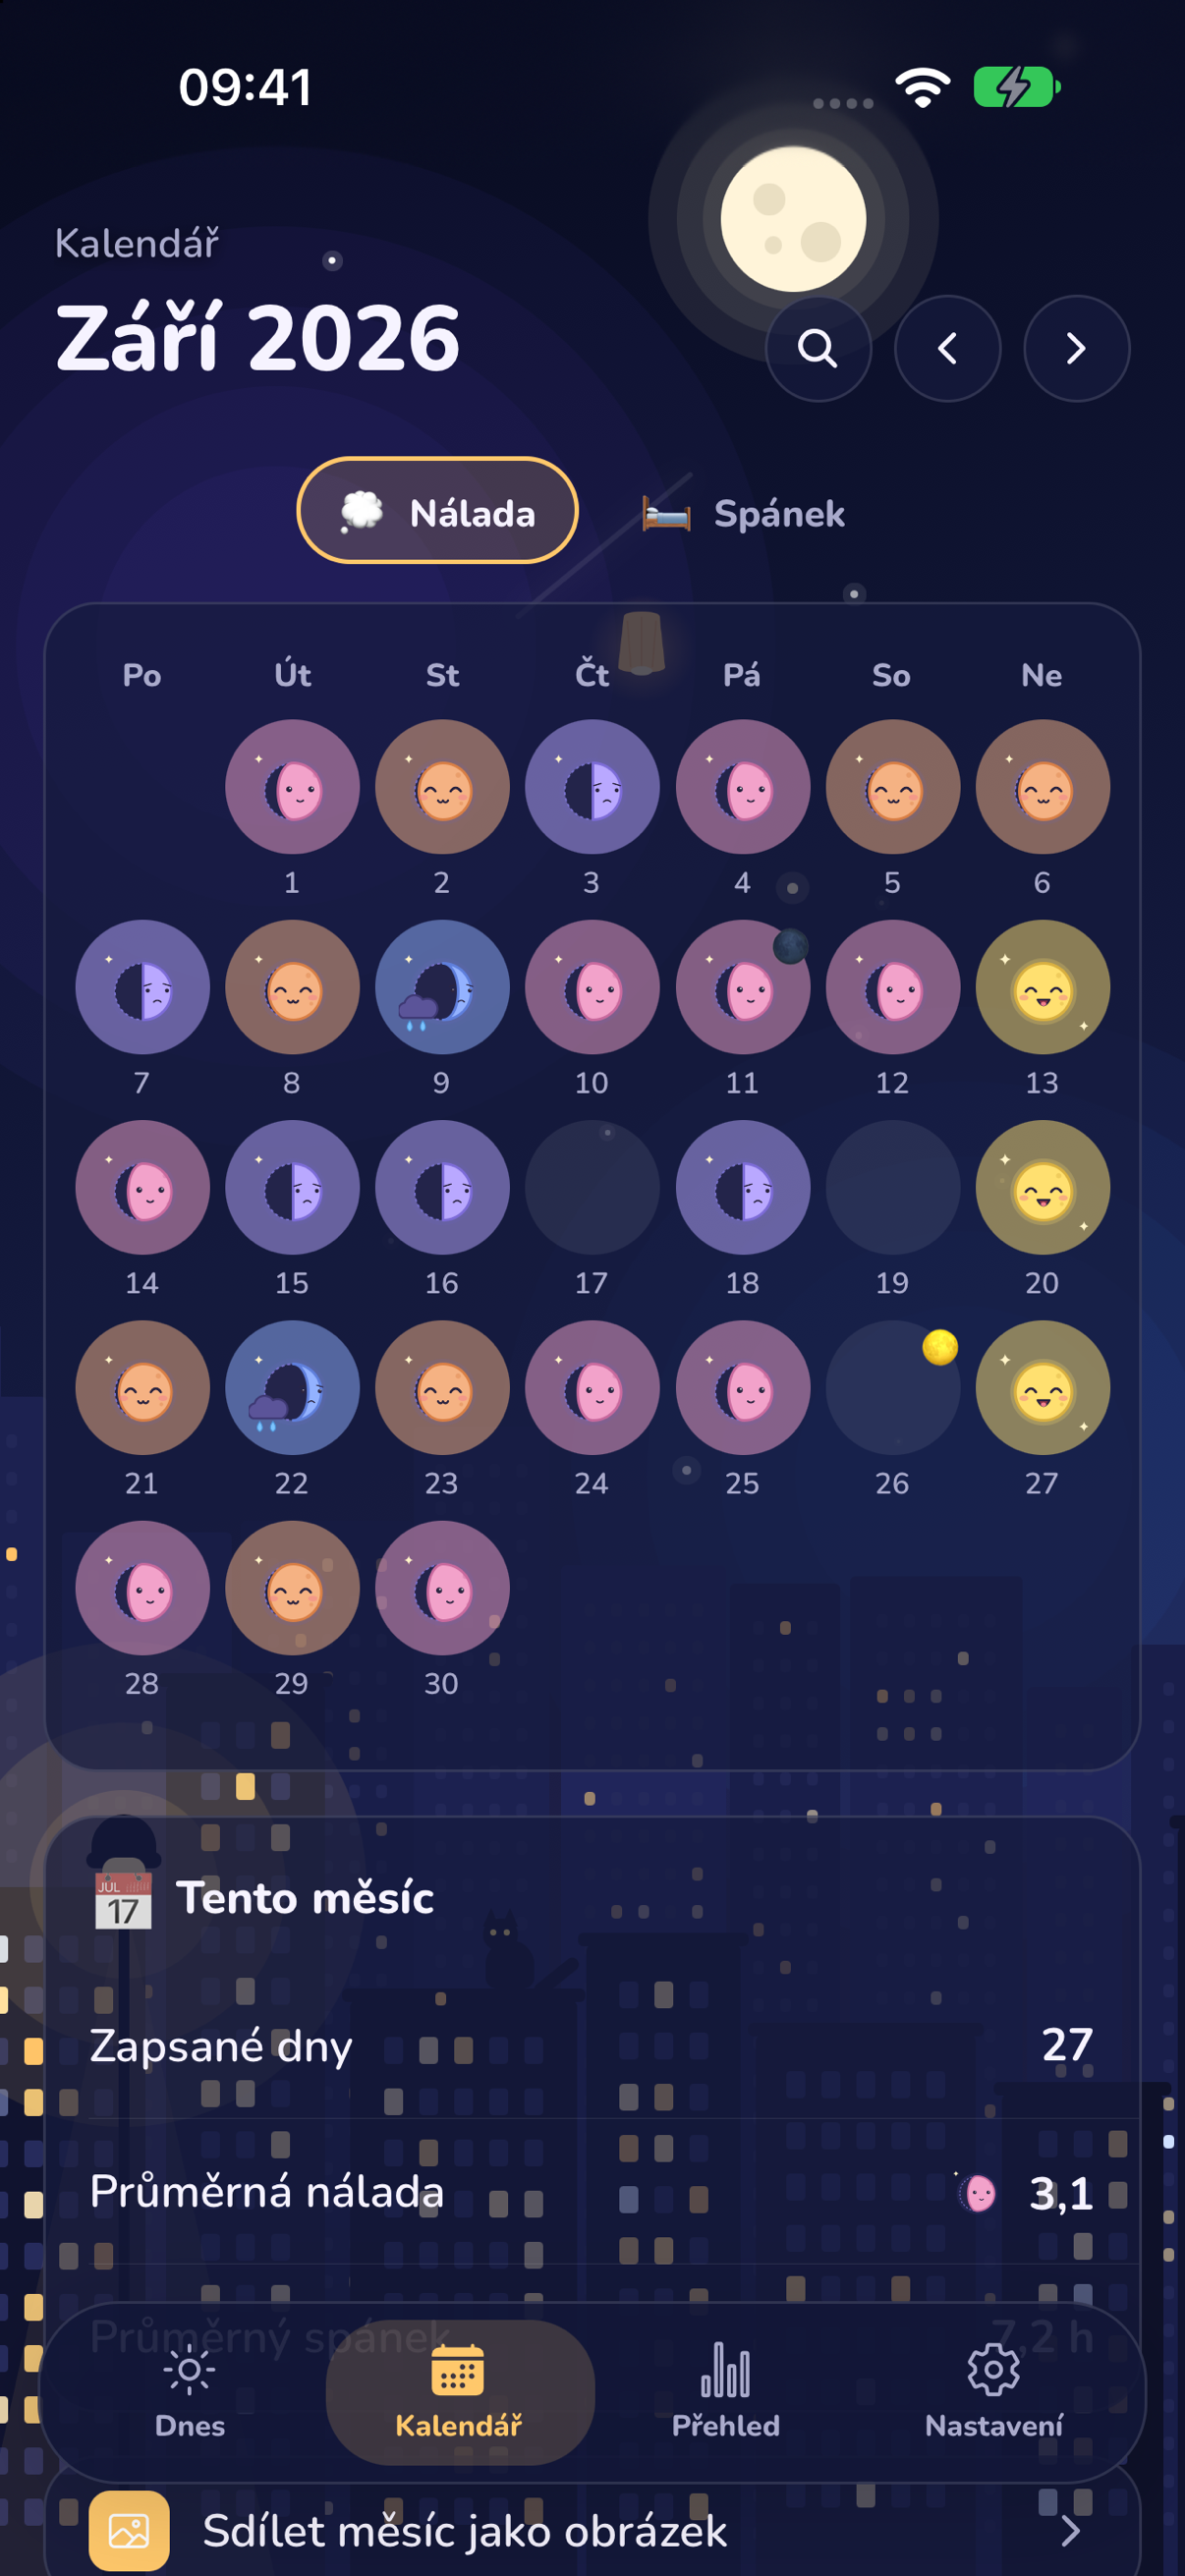 09:41
Kalendář
Září 2026
Nálada Spánek
Po Út St Čt Pá So Ne
1 2 3 4 5 6
7 8 9 10 11 12 13
14 15 16 17 18 19 20
21 22 23 24 25 26 27
28 29 30
JUL 17 Tento měsíc
Zapsané dny 27
Průměrná nálada 3,1
Průměrný spánek 7,2 h
Dnes Kalendář Přehled Nastavení
Sdílet měsíc jako obrázek